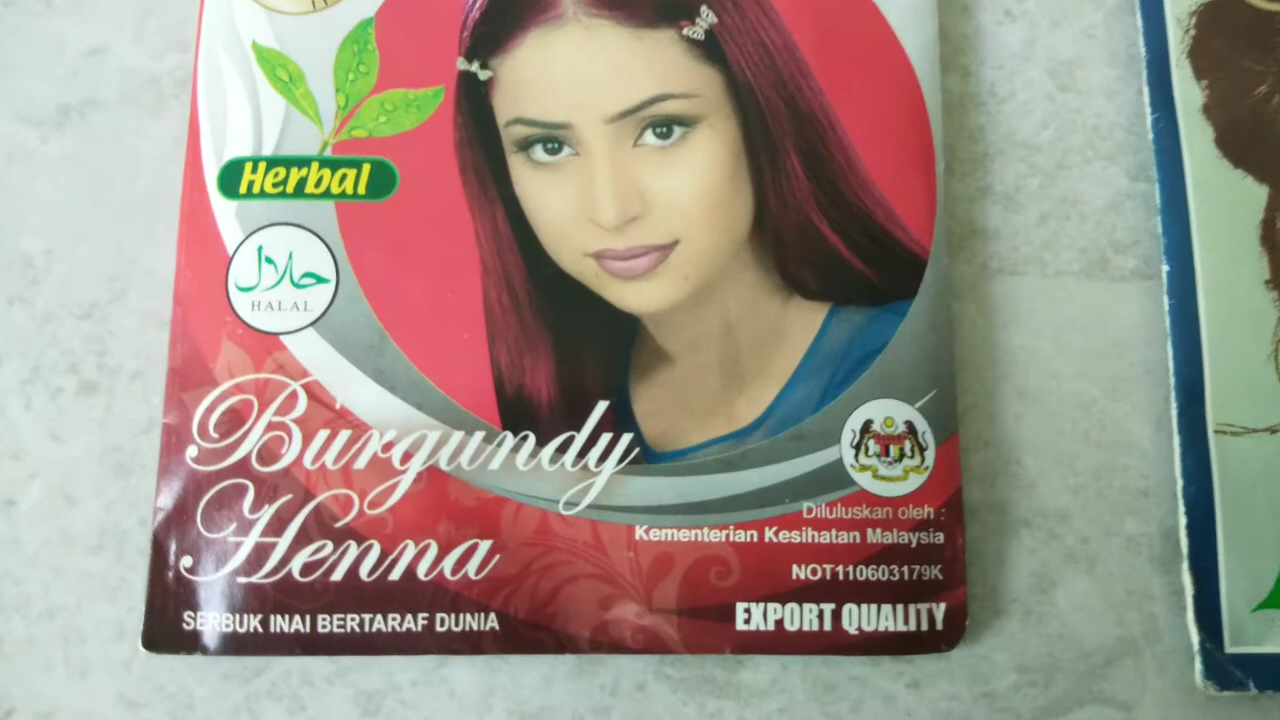 Herbal
حلال
HALAL
Burgundy
Henna
SERBUK INAI BERTARAF DUNIA
Diluluskan oleh :
Kementerian Kesihatan Malaysia
NOT110603179K
EXPORT QUALITY